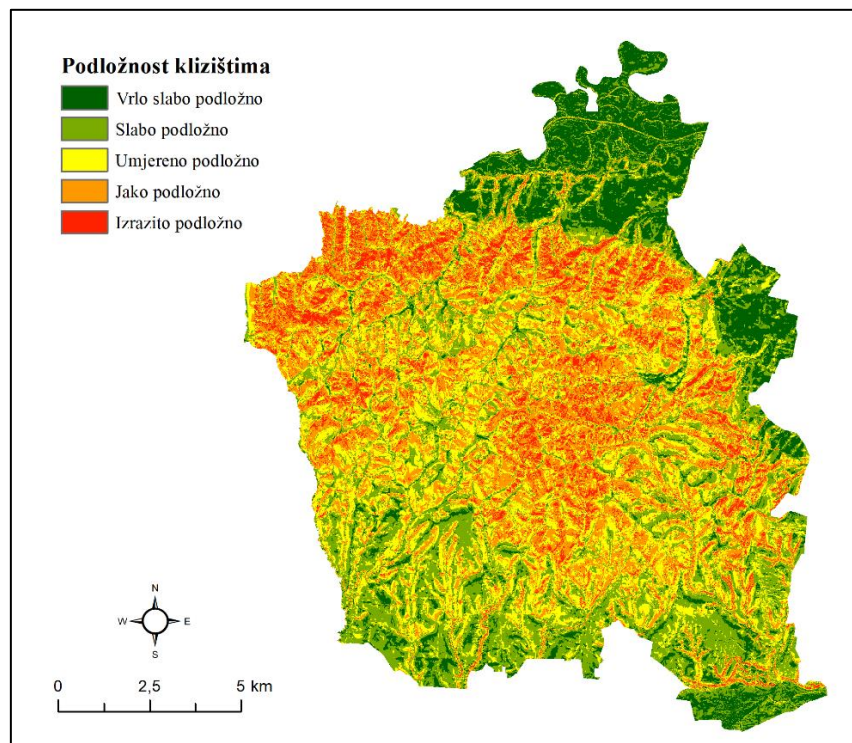 Podložnost klizištima
Vrlo slabo podložno
Slabo podložno
Umjereno podložno
Jako podložno
Izrazito podložno
N
W E
S
0 2,5 5 km